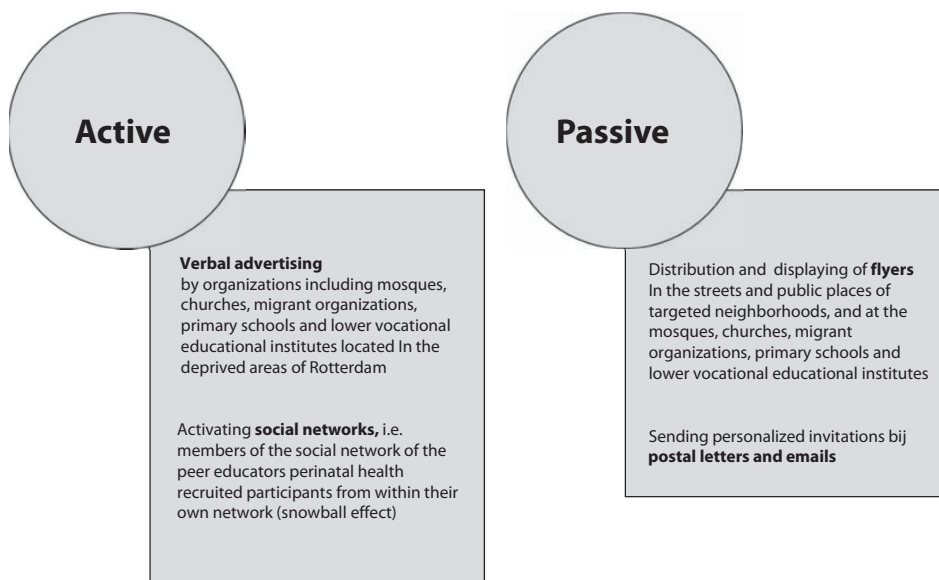 Active
Verbal advertising
by organizations including mosques,
churches, migrant organizations,
primary schools and lower vocational
educational institutes located In the
deprived areas of Rotterdam
Activating social networks, i.e.
members of the social network of the
peer educators perinatal health
recruited participants from within their
own network (snowball effect)
Passive
Distribution and displaying of flyers
In the streets and public places of
targeted neighborhoods, and at the
mosques, churches, migrant
organizations, primary schools and
lower vocational educational institutes
Sending personalized invitations bij
postal letters and emails